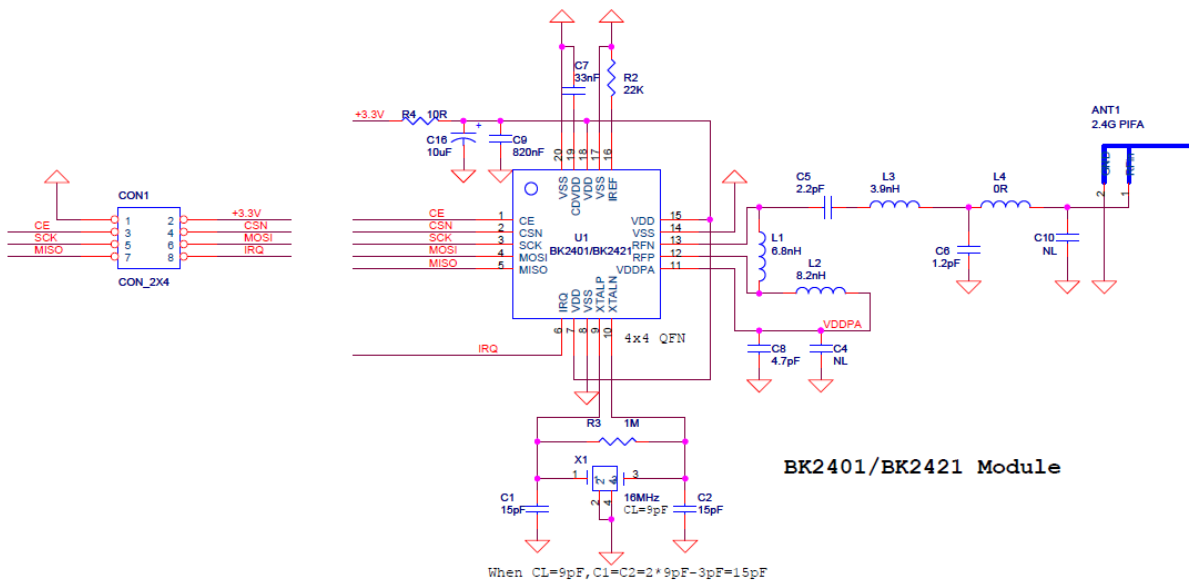 C7
33nF
R2
22K
+3.3V
R4 10R
C16
10uF
+
C9
820nF
20 19 18 17 16
VSS CDVDD VDD VSS IREF
ANT1
2.4G PIFA
GND RFIN
2 1
CON1
1 2 +3.3V
CE 3 4 CSN
SCK 5 6 MOSI
MISO 7 8 IRQ
CON_2X4
CE 1 CE
CSN 2 CSN
SCK 3 SCK
MOSI 4 MOSI
MISO 5 MISO
U1
BK2401/BK2421
VDD 15
VSS 14
RFN 13
RFP 12
VDDPA 11
IRQ VDD VSS XTALP XTALN
6 7 8 9 10
4x4 QFN
IRQ
C5
2.2pF
L3
3.9nH
L4
0R
L1
6.8nH
L2
8.2nH
C6
1.2pF
C10
NL
VDDPA
C8
4.7pF
C4
NL
R3 1M
X1
1 3
2 4
16MHz
CL=9pF
C1
15pF
C2
15pF
BK2401/BK2421 Module
When CL=9pF,C1=C2=2*9pF-3pF=15pF